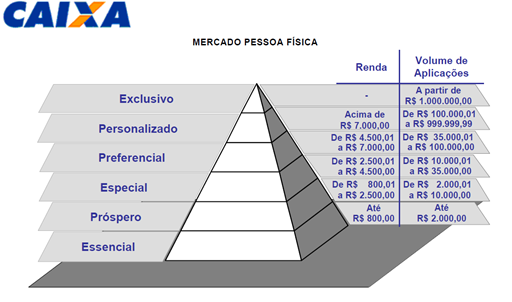 CAIXA
MERCADO PESSOA FÍSICA
Renda
Volume de
Aplicações
Exclusivo
-
A partir de
R$ 1.000.000,00
Personalizado
Acima de
R$ 7.000,00
De R$ 100.000,01
a R$ 999.999,99
Preferencial
De R$ 4.500,01
a R$ 7.000,00
De R$ 35.000,01
a R$ 100.000,00
Especial
De R$ 2.500,01
a R$ 4.500,00
De R$ 10.000,01
a R$ 35.000,00
Próspero
De R$ 800,01
a R$ 2.500,00
De R$ 2.000,01
a R$ 10.000,00
Essencial
Até
R$ 800,00
Até
R$ 2.000,00